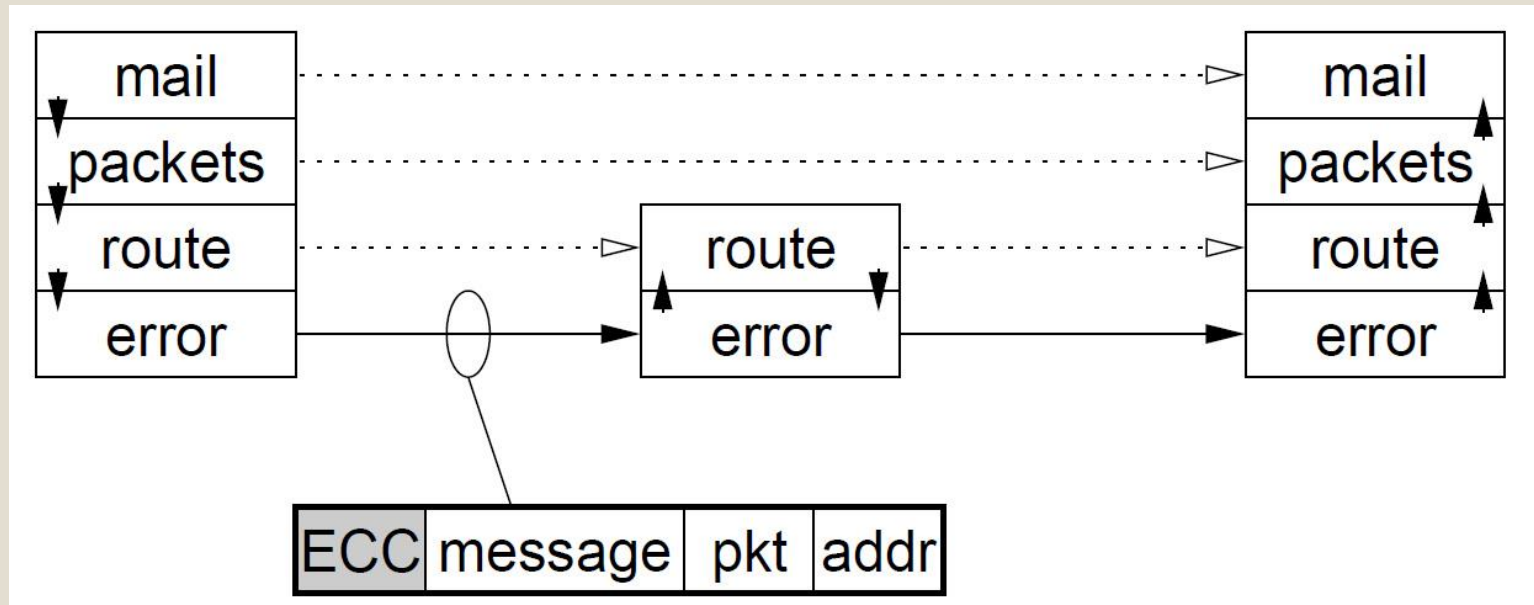 mail mail
packets packets
route route route
error error error
ECC message pkt addr